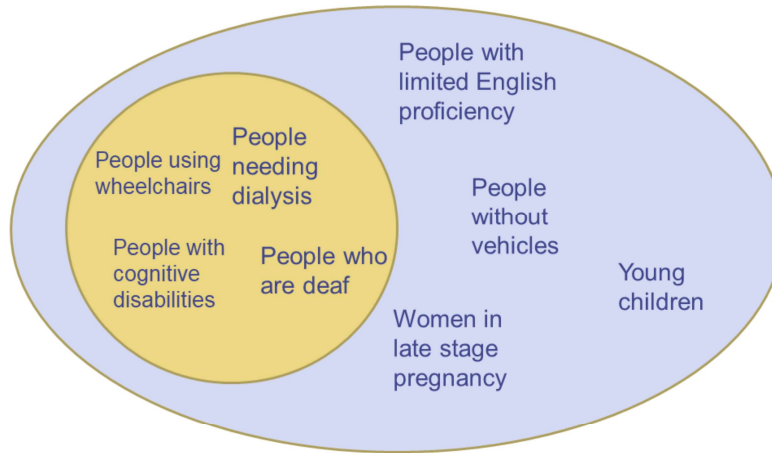 People with
limited English
proficiency
People
needing
dialysis
People using
wheelchairs
People
without
vehicles
People with
cognitive
disabilities
People who
are deaf
Young
children
Women in
late stage
pregnancy